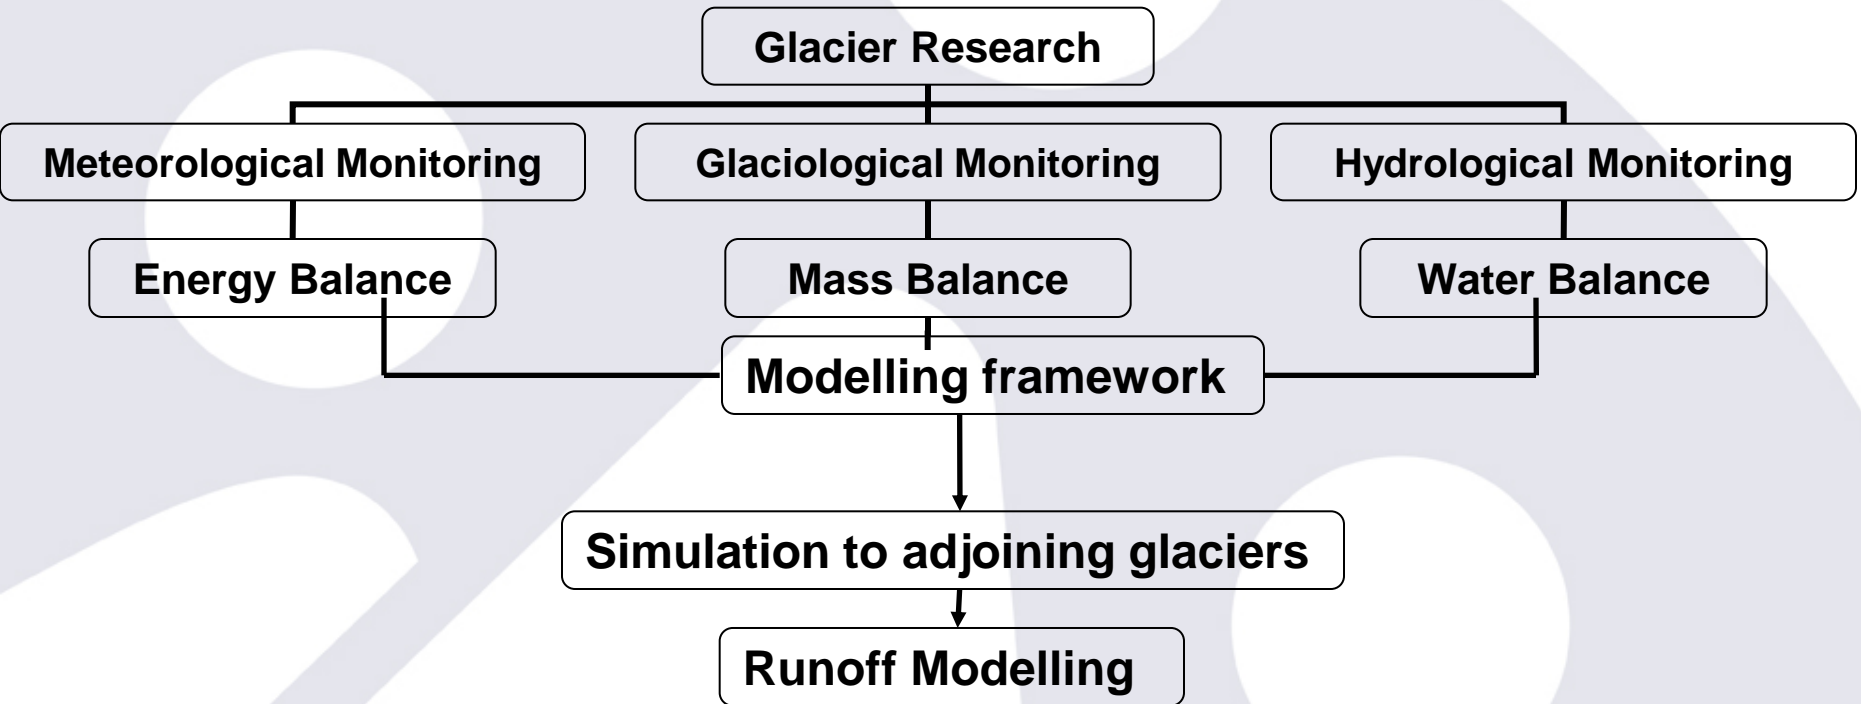 Glacier Research
Meteorological Monitoring
Glaciological Monitoring
Hydrological Monitoring
Energy Balance
Mass Balance
Water Balance
Modelling framework
Simulation to adjoining glaciers
Runoff Modelling